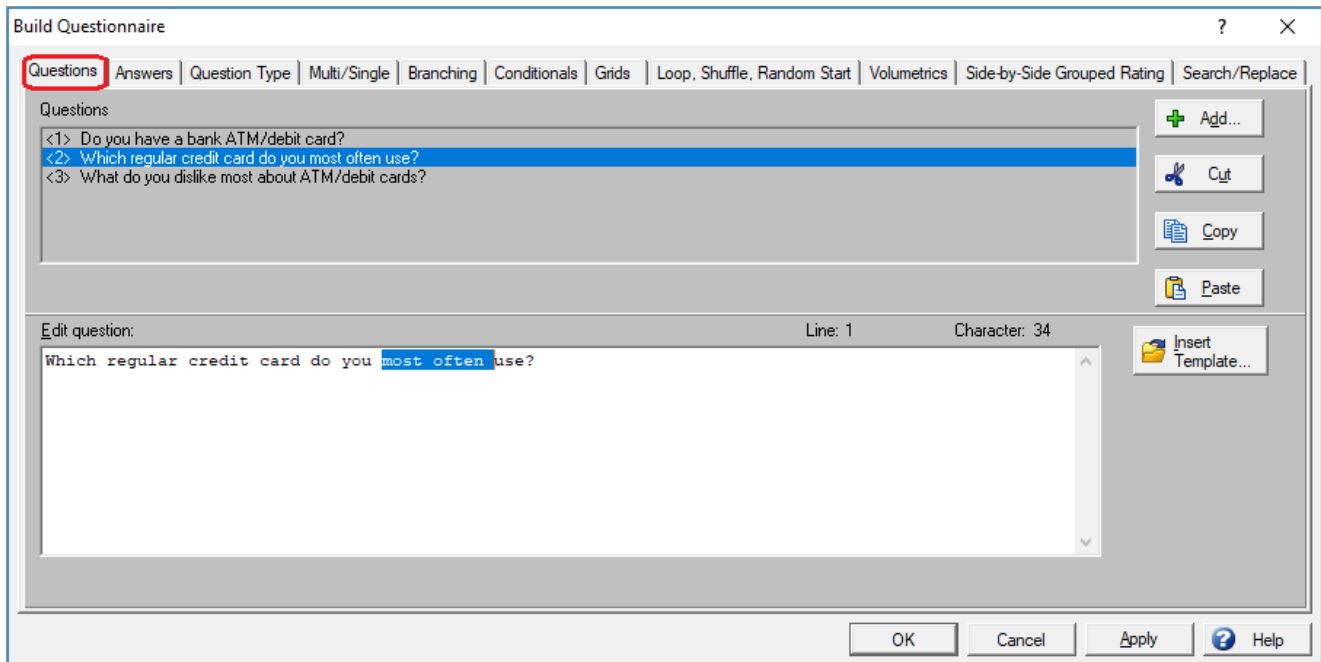 Build Questionnaire ?
Questions Answers Question Type Multi/Single Branching Conditionals Grids Loop, Shuffle, Random Start Volumetrics Side-by-Side Grouped Rating Search/Replace
Questions
Add...
<1> Do you have a bank ATM/debit card?
<2> Which regular credit card do you most often use?
<3> What do you dislike most about ATM/debit cards?
Cut
Copy
Paste
Edit question: Line: 1 Character: 34
Insert
Template...
Which regular credit card do you most often use?
OK Cancel Apply ? Help